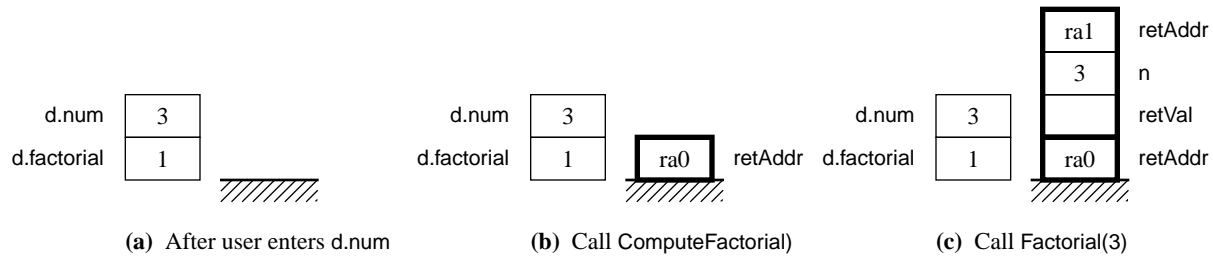 ra1 retAddr
3 n
d.num 3 d.num 3 d.num 3 retVal
d.factorial 1 d.factorial 1 ra0 retAddr d.factorial 1 ra0 retAddr
(a) After user enters d.num (b) Call ComputeFactorial) (c) Call Factorial(3)